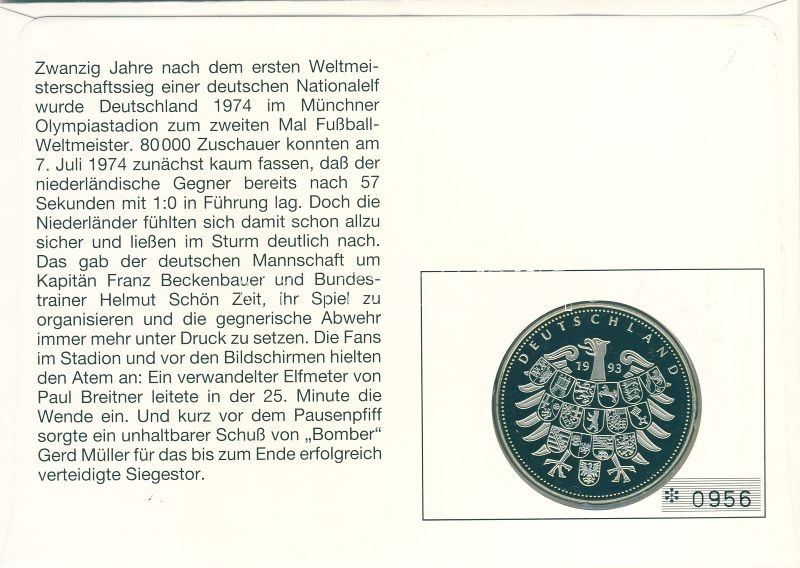 Zwanzig Jahre nach dem ersten Weltmei-
sterschaftssieg einer deutschen Nationalelf
wurde Deutschland 1974 im Münchner
Olympiastadion zum zweiten Mal Fußball-
Weltmeister. 80000 Zuschauer konnten am
7. Juli 1974 zunächst kaum fassen, daß der
niederländische Gegner bereits nach 57
Sekunden mit 1:0 in Führung lag. Doch die
Niederländer fühlten sich damit schon allzu
sicher und ließen im Sturm deutlich nach.
Das gab der deutschen Mannschaft um
Kapitän Franz Beckenbauer und Bundes-
trainer Helmut Schön Zeit, ihr Spiel zu
organisieren und die gegnerische Abwehr
immer mehr unter Druck zu setzen. Die Fans
im Stadion und vor den Bildschirmen hielten
den Atem an: Ein verwandelter Elfmeter von
Paul Breitner leitete in der 25. Minute die
Wende ein. Und kurz vor dem Pausenpfiff
sorgte ein unhaltbarer Schuß von „Bomber“
Gerd Müller für das bis zum Ende erfolgreich
verteidigte Siegestor.
DEUTSCHLAND
1993
* 0956